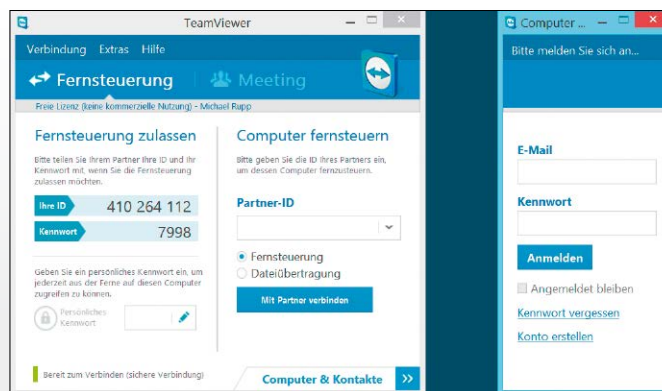 TeamViewer
Verbindung Extras Hilfe
Fernsteuerung
Meeting
Freie Lizenz (keine kommerzielle Nutzung) - Michael Rupp
Fernsteuerung zulassen
Bitte teilen Sie Ihrem Partner Ihre ID und Ihr
Kennwort mit, wenn Sie die Fernsteuerung
zulassen möchten.
Ihre ID 410 264 112
Kennwort 7998
Geben Sie ein persönliches Kennwort ein, um
jederzeit aus der Ferne auf diesen Computer
zugreifen zu können.
Persönliches
Kennwort
Bereit zum Verbinden (sichere Verbindung)
Computer fernsteuern
Bitte geben Sie die ID Ihres Partners ein,
um dessen Computer fernzusteuern.
Partner-ID
Fernsteuerung
Dateiübertragung
Mit Partner verbinden
Computer & Kontakte
Computer ...
Bitte melden Sie sich an...
E-Mail
Kennwort
Anmelden
Angemeldet bleiben
Kennwort vergessen
Konto erstellen